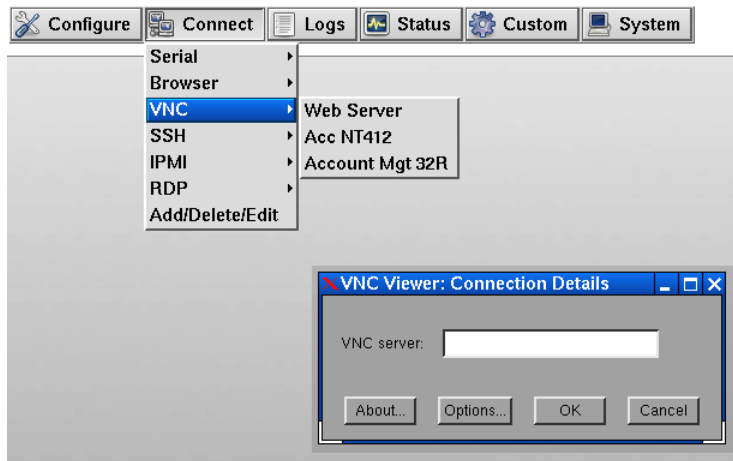 Configure Connect Logs Status Custom System
Serial
Browser
VNC Web Server
SSH Acc NT412
IPMI Account Mgt 32R
RDP
Add/Delete/Edit
VNC Viewer: Connection Details
VNC server:
About... Options... OK Cancel